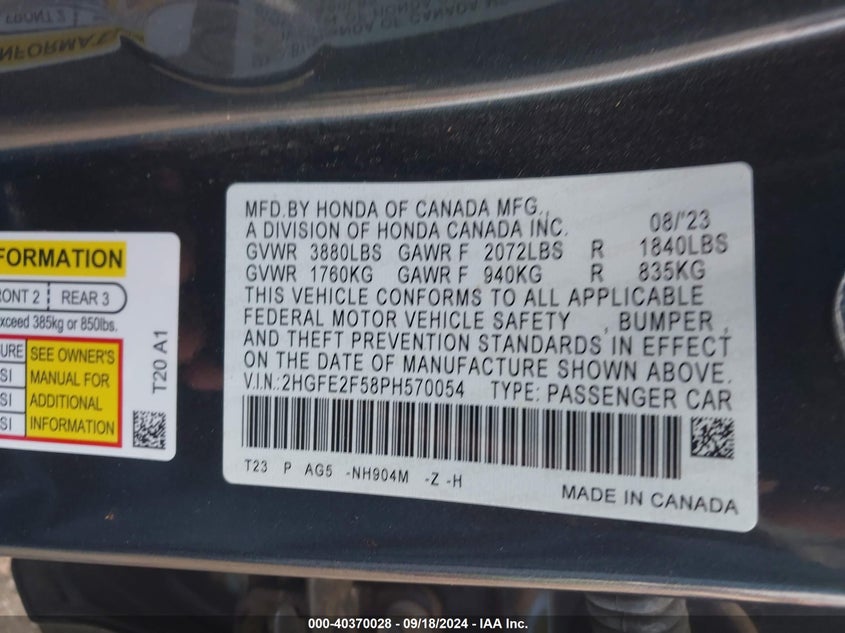 MFD.BY HONDA OF CANADA MFG.,
A DIVISION OF HONDA CANADA INC. 08/'23
GVWR 3880LBS GAWR F 2072LBS R 1840LBS
GVWR 1760KG GAWR F 940KG R 835KG
THIS VEHICLE CONFORMS TO ALL APPLICABLE
FEDERAL MOTOR VEHICLE SAFETY , BUMPER ,
AND THEFT PREVENTION STANDARDS IN EFFECT
ON THE DATE OF MANUFACTURE SHOWN ABOVE.
V.I.N.:2HGFE2F58PH570054 TYPE: PASSENGER CAR
T23 P AG5 -NH904M -Z -H
MADE IN CANADA
FORMATION
RONT 2 REAR 3
xceed 385kg or 850lbs.
URE SEE OWNER'S
SI MANUAL FOR
SI ADDITIONAL
SI INFORMATION
T20 A1
000-40370028 - 09/18/2024 - IAA Inc.